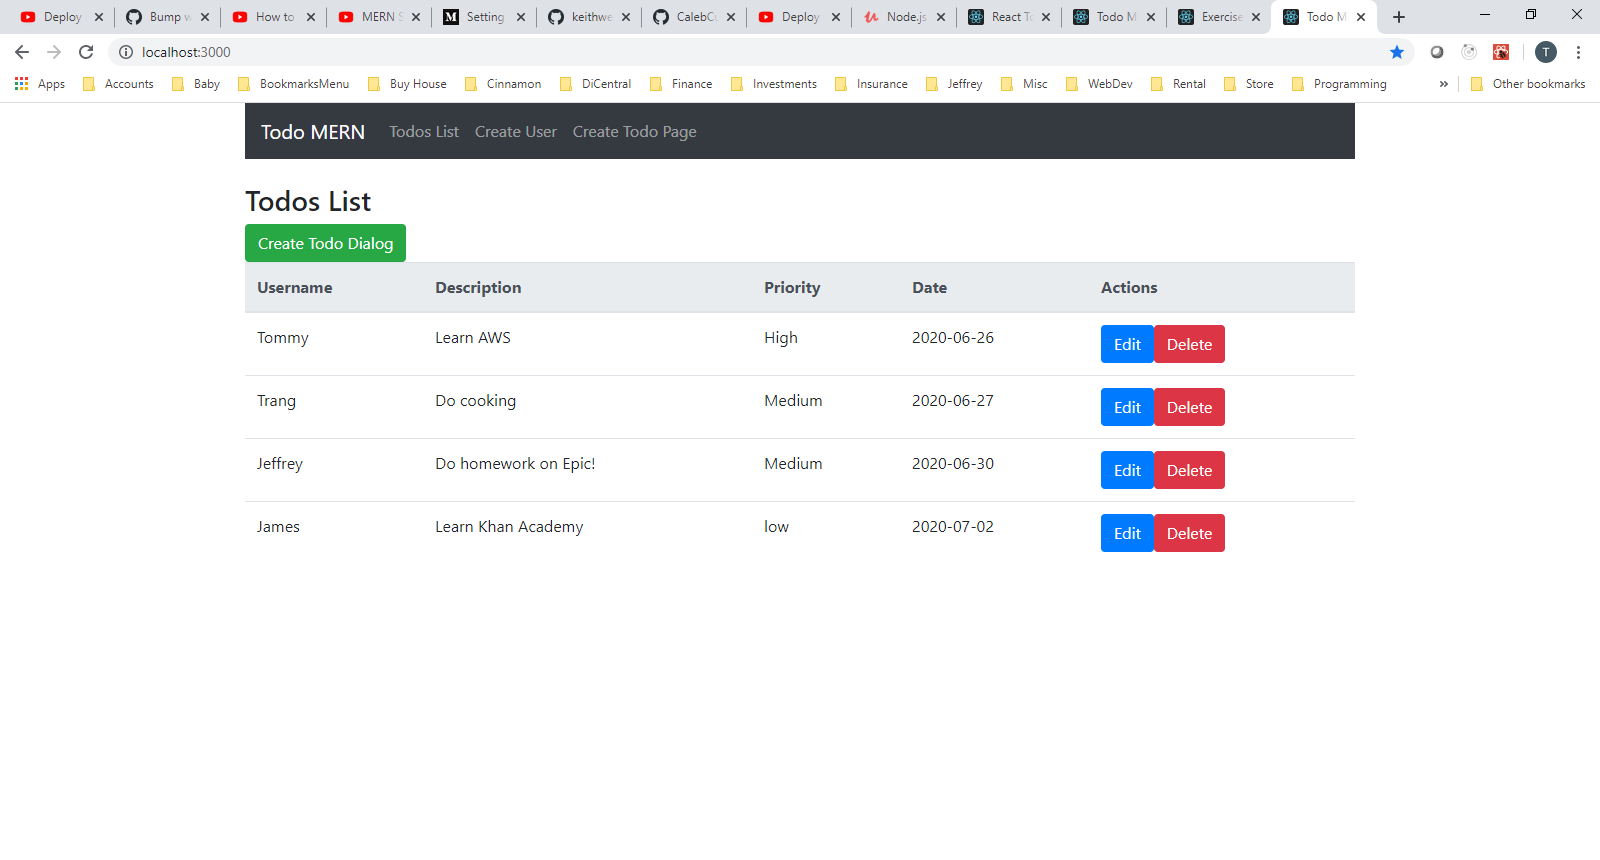 Deploy Bump w How to MERN S Setting keithwe CalebCu Deploy Node.js React To Todo M Exercise Todo M
localhost:3000 T
Apps Accounts Baby BookmarksMenu Buy House Cinnamon DiCentral Finance Investments Insurance Jeffrey Misc WebDev Rental Store Programming » Other bookmarks
Todo MERN Todos List Create User Create Todo Page
Todos List
Create Todo Dialog
Username Description Priority Date Actions
Tommy Learn AWS High 2020-06-26 Edit Delete
Trang Do cooking Medium 2020-06-27 Edit Delete
Jeffrey Do homework on Epic! Medium 2020-06-30 Edit Delete
James Learn Khan Academy low 2020-07-02 Edit Delete